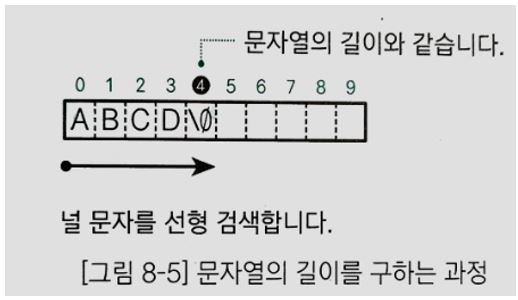 문자열의 길이와 같습니다.
0 1 2 3 4 5 6 7 8 9
A B C D \0
널 문자를 선형 검색합니다.
[그림 8-5] 문자열의 길이를 구하는 과정